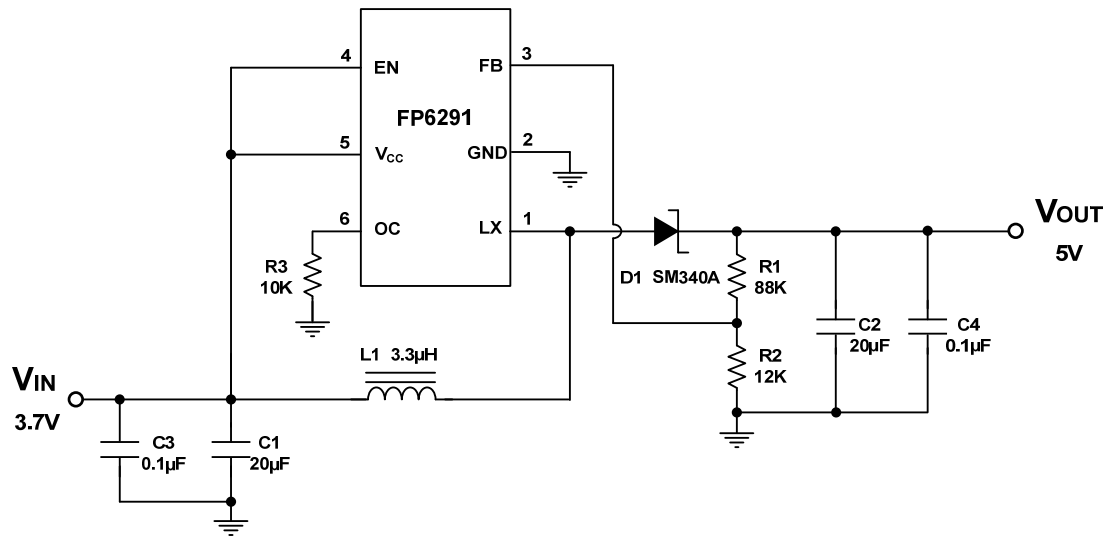 4
EN
FB
3
FP6291
5
VCC
GND
2
6
OC
LX
1
VOUT
5V
R3
10K
D1 SM340A
R1
88K
C2
20μF
C4
0.1μF
L1 3.3μH
R2
12K
VIN
3.7V
C3
0.1μF
C1
20μF